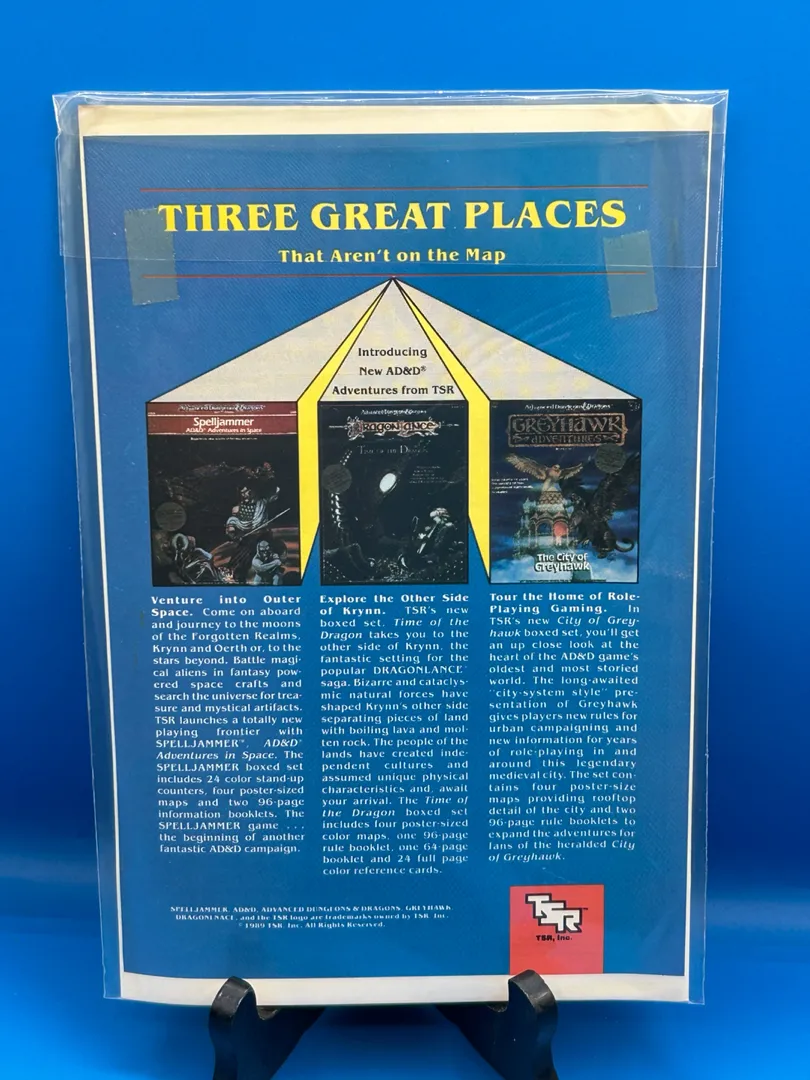 THREE GREAT PLACES
That Aren't on the Map
Introducing
New AD&D®
Adventures from TSR
Advanced Dungeons & Dragons
Spelljammer
AD&D® Adventures in Space
Advanced Dungeons & Dragons
DRAGONLANCE
Time of the Dragon
Advanced Dungeons & Dragons
GREYHAWK
ADVENTURES
The City of
Greyhawk
Venture into Outer
Space. Come on aboard
and journey to the moons
of the Forgotten Realms,
Krynn and Oerth or, to the
stars beyond. Battle magi-
cal aliens in fantasy pow-
ered space crafts and
search the universe for trea-
sure and mystical artifacts.
TSR launches a totally new
playing frontier with
SPELLJAMMER™, AD&D®
Adventures in Space. The
SPELLJAMMER boxed set
includes 24 color stand-up
counters, four poster-sized
maps and two 96-page
information booklets. The
SPELLJAMMER game . . .
the beginning of another
fantastic AD&D campaign.
Explore the Other Side
of Krynn. TSR's new
boxed set, Time of the
Dragon takes you to the
other side of Krynn, the
fantastic setting for the
popular DRAGONLANCE
saga. Bizarre and cataclys-
mic natural forces have
shaped Krynn's other side
separating pieces of land
with boiling lava and mol-
ten rock. The people of the
lands have created inde-
pendent cultures and
assumed unique physical
characteristics and, await
your arrival. The Time of
the Dragon boxed set
includes four poster-sized
color maps, one 96-page
rule booklet, one 64-page
booklet and 24 full page
color reference cards.
Tour the Home of Role-
Playing Gaming. In
TSR's new City of Grey-
hawk boxed set, you'll get
an up close look at the
heart of the AD&D game's
oldest and most storied
world. The long-awaited
"city-system style" pre-
sentation of Greyhawk
gives players new rules for
urban campaigning and
new information for years
of role-playing in and
around this legendary
medieval city. The set con-
tains four poster-size
maps providing rooftop
detail of the city and two
96-page rule booklets to
expand the adventures for
fans of the heralded City
of Greyhawk.
SPELLJAMMER, AD&D, ADVANCED DUNGEONS & DRAGONS, GREYHAWK
DRAGONLNACE, and the TSR logo are trademarks owned by TSR, Inc.
©1989 TSR, Inc. All Rights Reserved.
TSR
TSR, Inc.